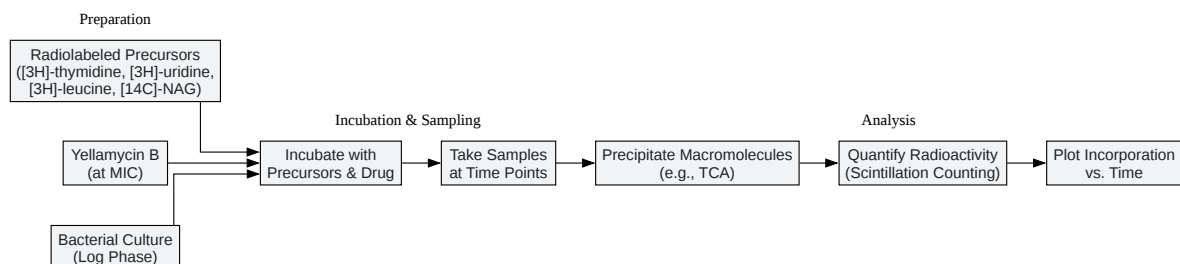 Preparation
Radiolabeled Precursors
([3H]-thymidine, [3H]-uridine,
[3H]-leucine, [14C]-NAG)
Yellamycin B
(at MIC)
Bacterial Culture
(Log Phase)
Incubation & Sampling
Incubate with
Precursors & Drug
Take Samples
at Time Points
Analysis
Precipitate Macromolecules
(e.g., TCA)
Quantify Radioactivity
(Scintillation Counting)
Plot Incorporation
vs. Time